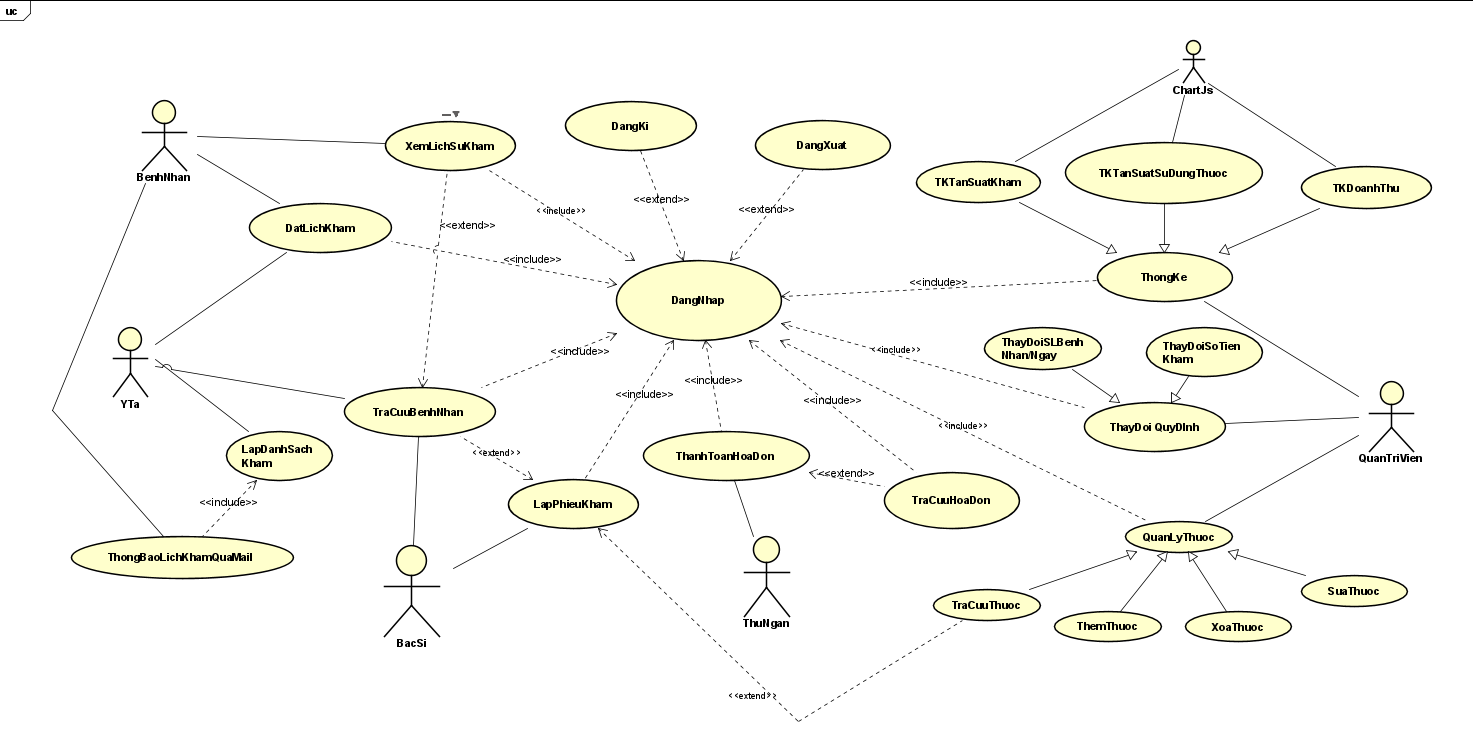 uc
ChartJs
BenhNhan
XemLichSuKham
DangKi
DangXuat
TKTanSuatKham
TKTanSuatSuDungThuoc
TKDoanhThu
<<include>>
<<extend>>
<<extend>>
<<extend>>
DatLichKham
<<include>>
DangNhap
ThongKe
<<include>>
YTa
<<include>>
<<include>>
ThayDoiSLBenh
Nhan/Ngay
ThayDoiSoTien
Kham
<<include>>
<<include>>
<<include>>
TraCuuBenhNhan
ThayDoi QuyDInh
<<include>>
QuanTriVien
LapDanhSach
Kham
<<extend>>
ThanhToanHoaDon
<<extend>>
<<include>>
LapPhieuKham
TraCuuHoaDon
QuanLyThuoc
ThongBaoLichKhamQuaMail
BacSi
ThuNgan
TraCuuThuoc
ThemThuoc
XoaThuoc
SuaThuoc
<<extend>>